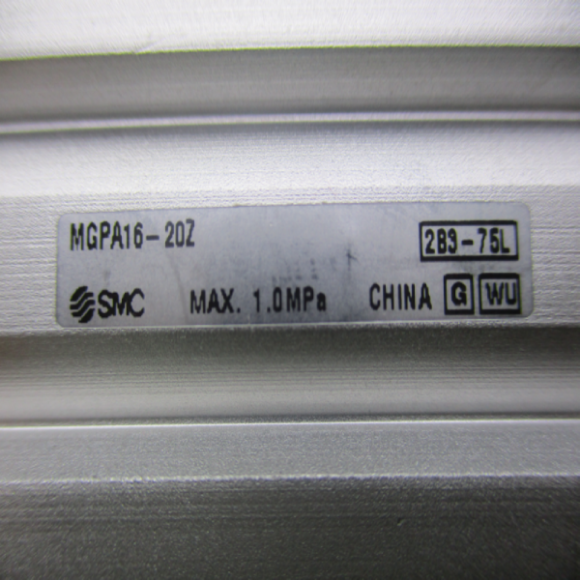 MGPA16-20Z 2B3-75L
SMC MAX. 1.0MPa CHINA G WU